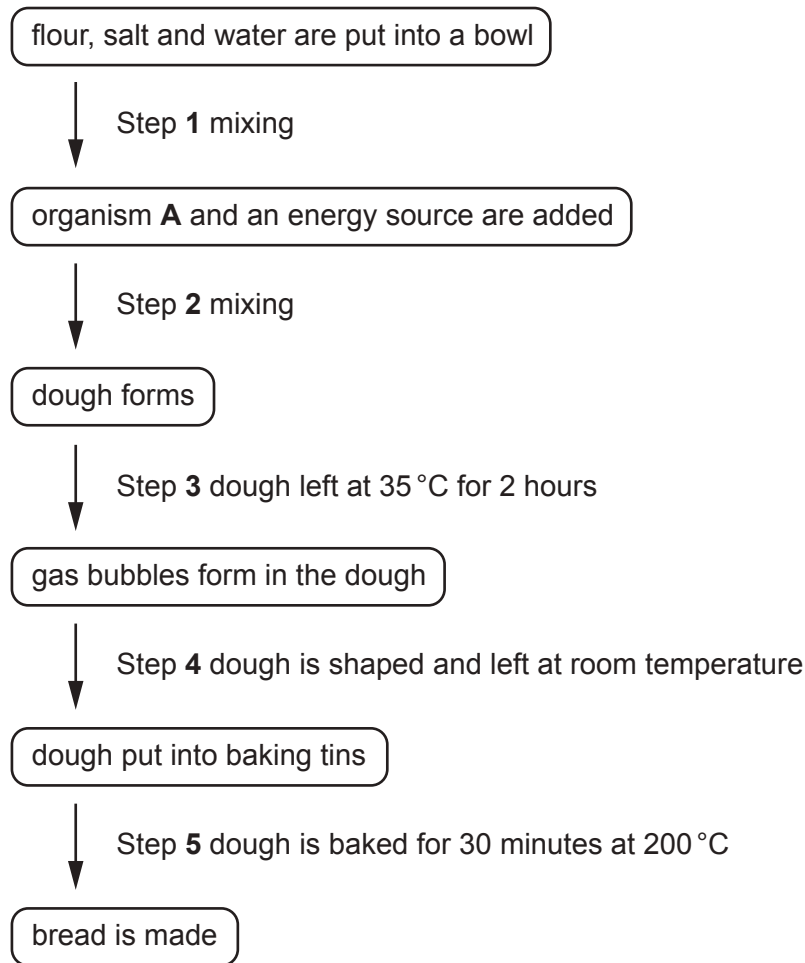 flour, salt and water are put into a bowl
Step 1 mixing
organism A and an energy source are added
Step 2 mixing
dough forms
Step 3 dough left at 35 °C for 2 hours
gas bubbles form in the dough
Step 4 dough is shaped and left at room temperature
dough put into baking tins
Step 5 dough is baked for 30 minutes at 200 °C
bread is made